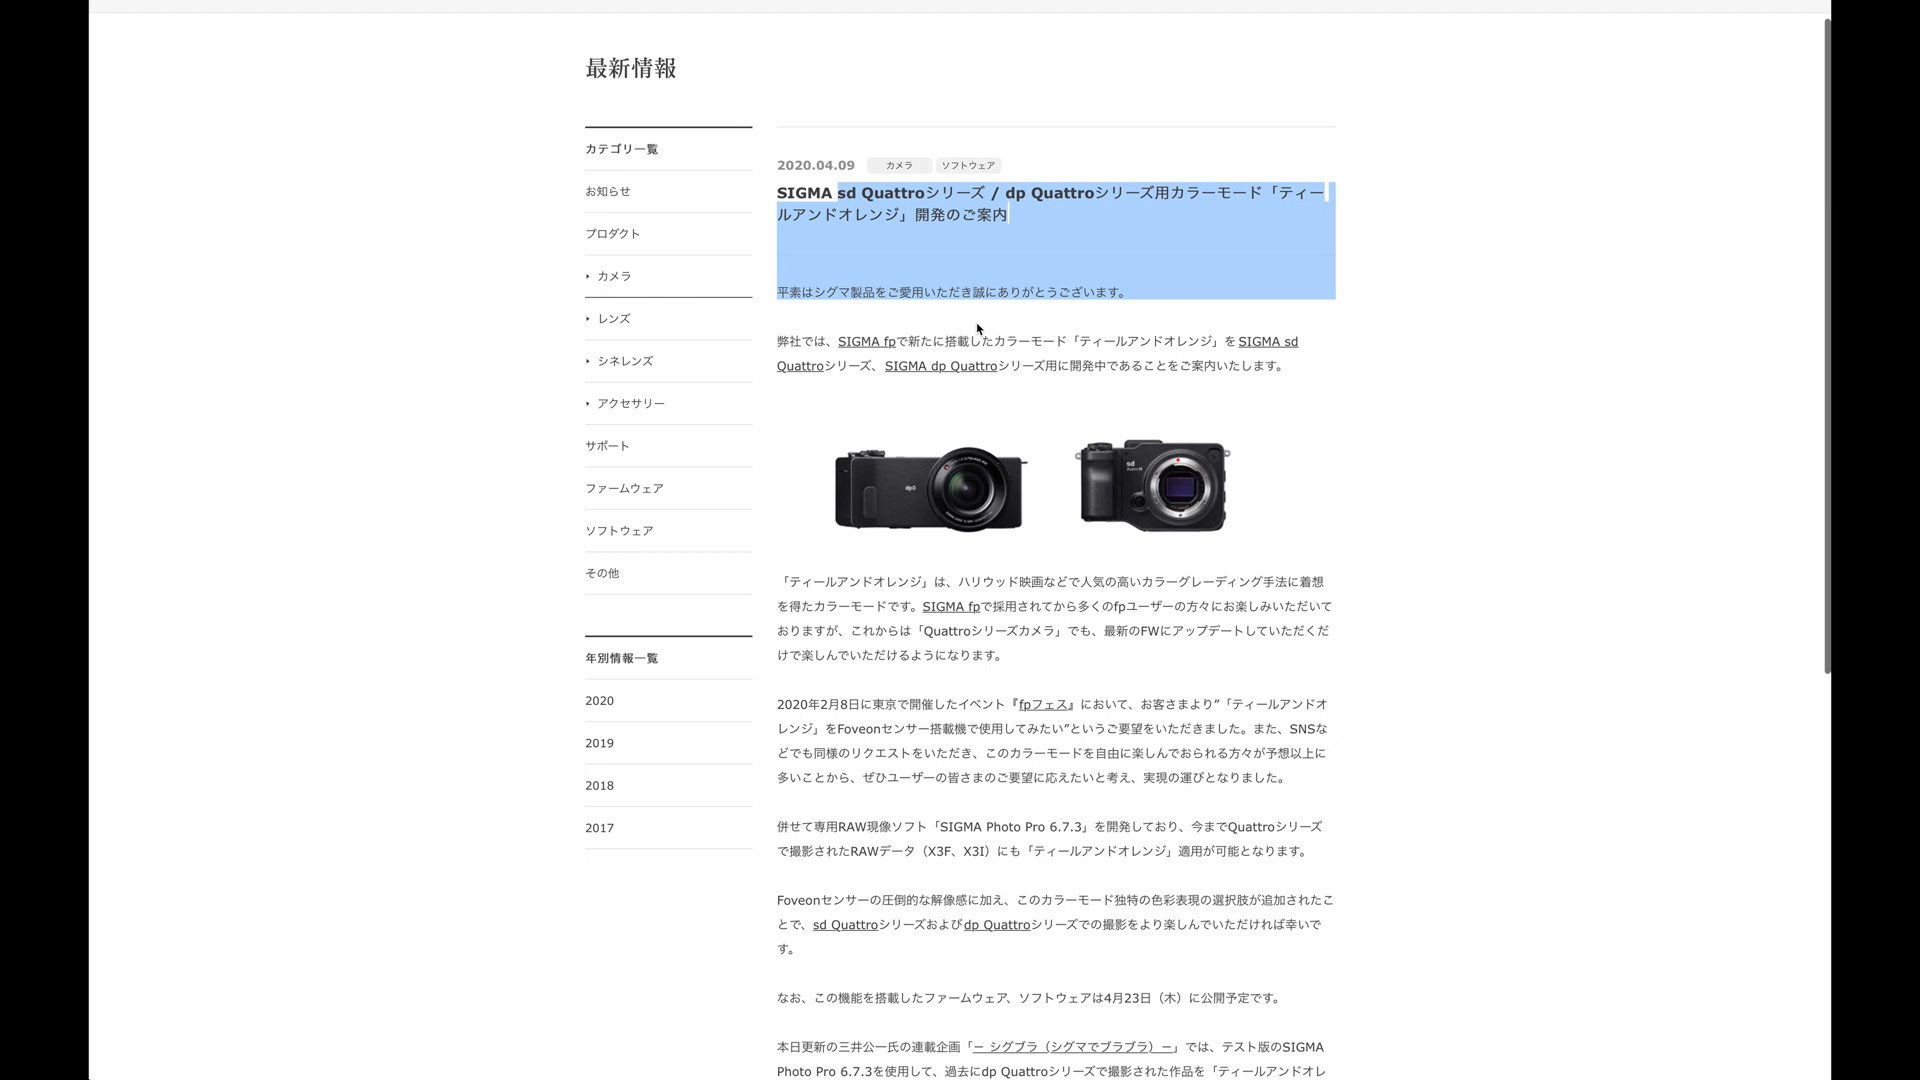 最新情報
カテゴリ一覧
お知らせ
プロダクト
カメラ
レンズ
シネレンズ
アクセサリー
サポート
ファームウェア
ソフトウェア
その他
年別情報一覧
2020
2019
2018
2017
2020.04.09 カメラ ソフトウェア
SIGMA sd Quattroシリーズ / dp Quattroシリーズ用カラーモード「ティー
ルアンドオレンジ」開発のご案内
平素はシグマ製品をご愛用いただき誠にありがとうございます。
弊社では、SIGMA fpで新たに搭載したカラーモード「ティールアンドオレンジ」を SIGMA sd
Quattroシリーズ、 SIGMA dp Quattroシリーズ用に開発中であることをご案内いたします。
dp0
sd
「ティールアンドオレンジ」は、ハリウッド映画などで人気の高いカラーグレーディング手法に着想
を得たカラーモードです。SIGMA fpで採用されてから多くのfpユーザーの方々にお楽しみいただいて
おりますが、これからは「Quattroシリーズカメラ」でも、最新のFWにアップデートしていただくだ
けで楽しんでいただけるようになります。
2020年2月8日に東京で開催したイベント『fpフェス』において、お客さまより”「ティールアンドオ
レンジ」をFoveonセンサー搭載機で使用してみたい”というご要望をいただきました。また、SNSな
どでも同様のリクエストをいただき、このカラーモードを自由に楽しんでおられる方々が予想以上に
多いことから、ぜひユーザーの皆さまのご要望に応えたいと考え、実現の運びとなりました。
併せて専用RAW現像ソフト「SIGMA Photo Pro 6.7.3」を開発しており、今までQuattroシリーズ
で撮影されたRAWデータ（X3F、X3I）にも「ティールアンドオレンジ」適用が可能となります。
Foveonセンサーの圧倒的な解像感に加え、このカラーモード独特の色彩表現の選択肢が追加されたこ
とで、sd Quattroシリーズおよびdp Quattroシリーズでの撮影をより楽しんでいただければ幸いで
す。
なお、この機能を搭載したファームウェア、ソフトウェアは4月23日（木）に公開予定です。
本日更新の三井公一氏の連載企画「ー シグブラ（シグマでブラブラ）ー」では、テスト版のSIGMA
Photo Pro 6.7.3を使用して、過去にdp Quattroシリーズで撮影された作品を「ティールアンドオレ